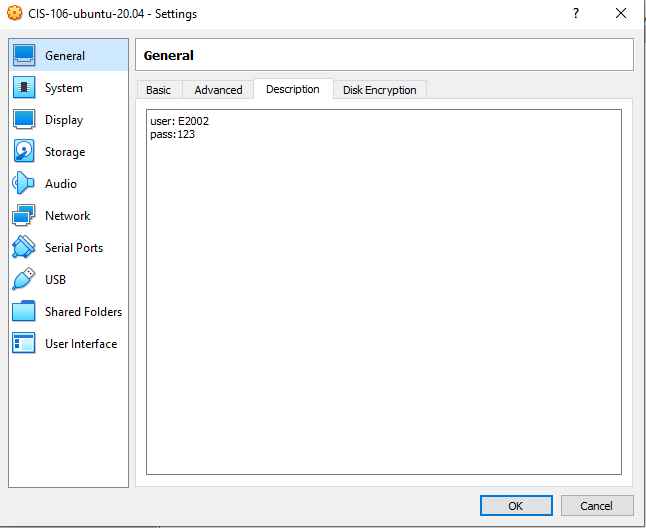 CIS-106-ubuntu-20.04 - Settings
?
General
System
Display
Storage
Audio
Network
Serial Ports
USB
Shared Folders
User Interface
General
Basic
Advanced
Description
Disk Encryption
user: E2002
pass:123
OK
Cancel